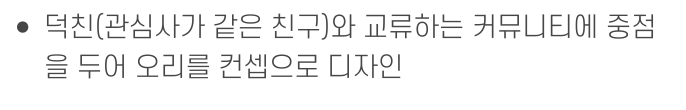 • 덕친(관심사가 같은 친구)와 교류하는 커뮤니티에 중점
을 두어 오리를 컨셉으로 디자인